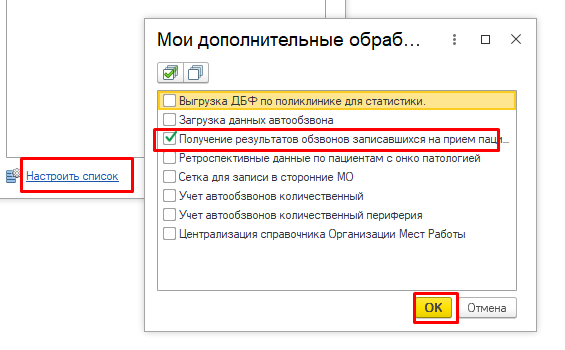 Мои дополнительные обраб...
Выгрузка ДБФ по поликлинике для статистики.
Загрузка данных автообзвона
Получение результатов обзвонов записавшихся на прием паци...
Ретроспективные данные по пациентам с онко патологией
Настроить список
Сетка для записи в сторонние МО
Учет автообзвонов количественный
Учет автообзвонов количественный периферия
Централизация справочника Организации Мест Работы
ОК
Отмена